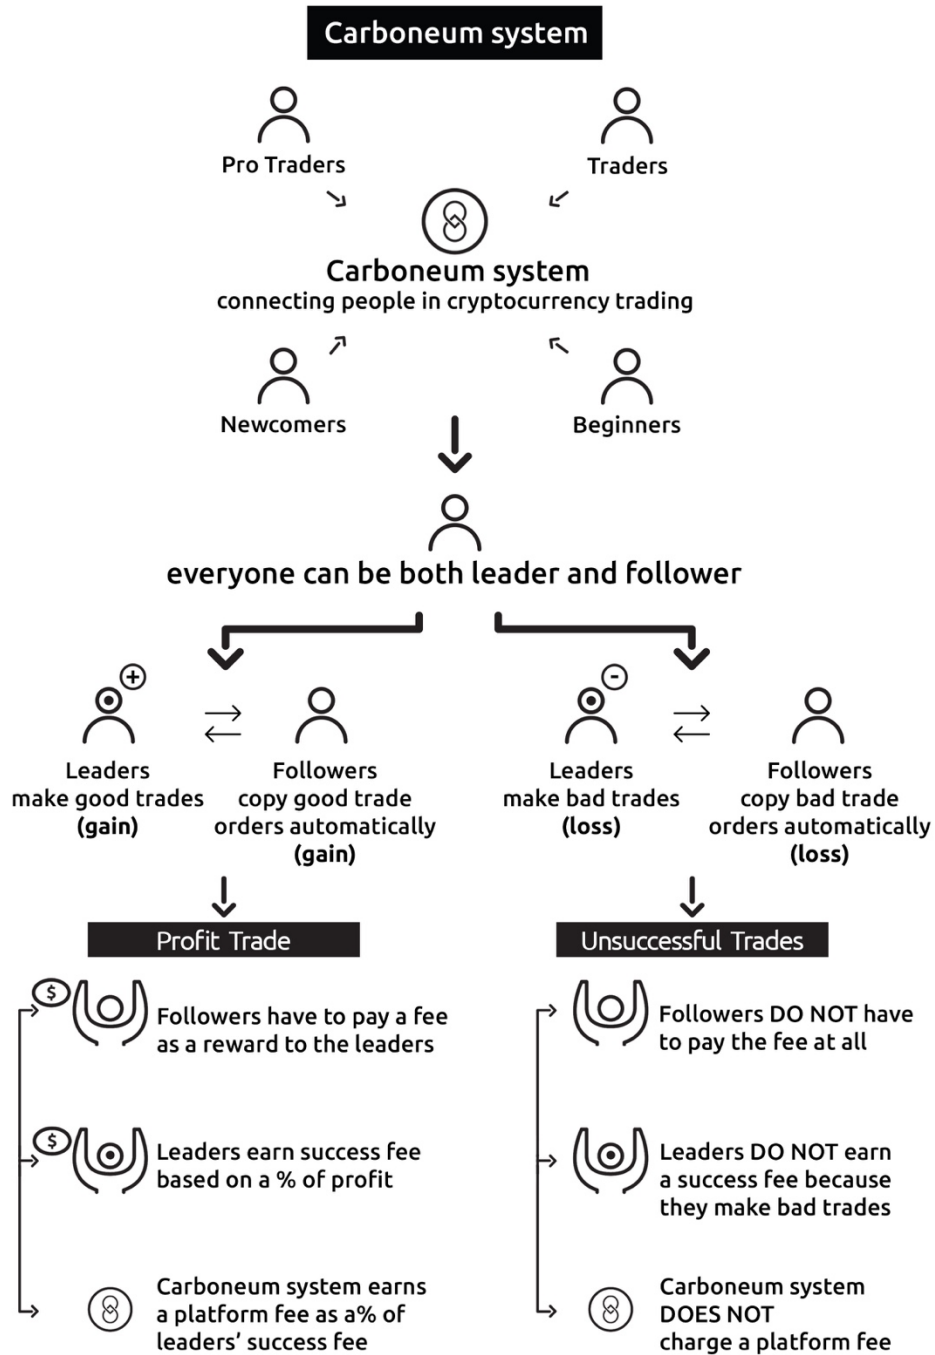 Carboneum system
Pro Traders
Traders
Carboneum system
connecting people in cryptocurrency trading
Newcomers
Beginners
everyone can be both leader and follower
+
-
Leaders
make good trades
(gain)
Followers
copy good trade
orders automatically
(gain)
Leaders
make bad trades
(loss)
Followers
copy bad trade
orders automatically
(loss)
Profit Trade
$
Followers have to pay a fee
as a reward to the leaders
$
Leaders earn success fee
based on a % of profit
Carboneum system earns
a platform fee as a% of
leaders’ success fee
Unsuccessful Trades
Followers DO NOT have
to pay the fee at all
Leaders DO NOT earn
a success fee because
they make bad trades
Carboneum system
DOES NOT
charge a platform fee